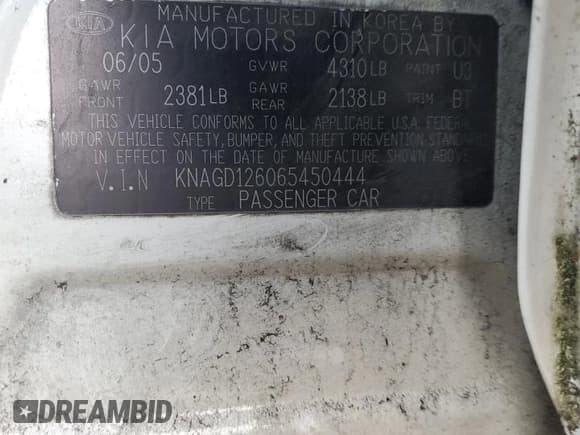 MANUFACTURED IN KOREA BY
KIA KIA MOTORS CORPORATION
06/05 GVWR 4310LB PAINT U3
GAWR FRONT 2381LB GAWR REAR 2138LB TRIM BT
THIS VEHICLE CONFORMS TO ALL APPLICABLE U.S.A. FEDERAL
MOTOR VEHICLE SAFETY, BUMPER, AND THEFT PREVENTION STANDARDS
IN EFFECT ON THE DATE OF MANUFACTURE SHOWN ABOVE
V.I.N KNAGD126065450444
TYPE PASSENGER CAR
DREAMBID